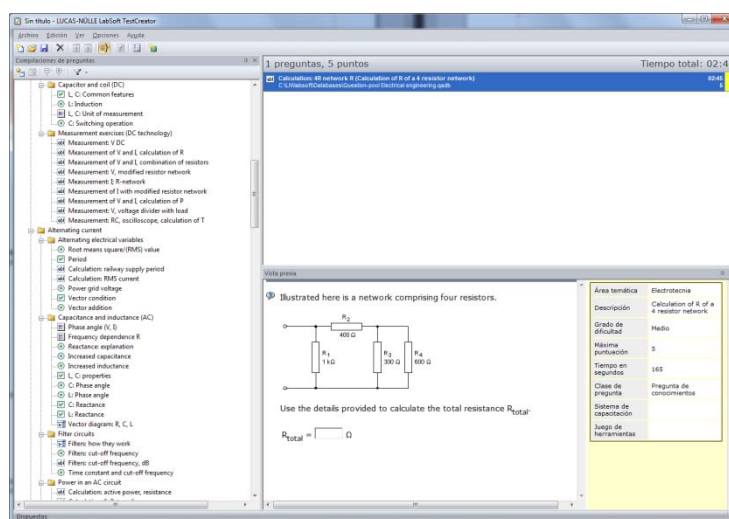 Sin título - LUCAS-NÜLLE LabSoft TestCreator
Archivo Edición Ver Opciones Ayuda
Compilaciones de preguntas
Capacitor and coil (DC)
L, C: Common features
L: Induction
L, C: Unit of measurement
C: Switching operation
Measurement exercises (DC technology)
Measurement: V DC
Measurement of V and I, calculation of R
Measurement of V and I, combination of resistors
Measurement: V, modified resistor network
Measurement: I; R-network
Measurement of I with modified resistor network
Measurement of V and I, calculation of P
Measurement: V, voltage divider with load
Measurement: RC, oscilloscope, calculation of T
Alternating current
Alternating electrical variables
Root means square/(RMS) value
Period
Calculation: railway supply period
Calculation: RMS current
Power grid voltage
Vector condition
Vector addition
Capacitance and inductance (AC)
Phase angle (V, I)
Frequency dependence R
Reactance: explanation
Increased capacitance
Increased inductance
L, C: properties
C: Phase angle
L: Phase angle
C: Reactance
L: Reactance
Vector diagram: R, C, L
Filter circuits
Filters: how they work
Filters: cut-off frequency
Filters: cut-off frequency, dB
Time constant and cut-off frequency
Power in an AC circuit
Calculation: active power, resistance
Dispuestos
1 preguntas, 5 puntos
Tiempo total: 02:4
Calculation: 4R network R (Calculation of R of a 4 resistor network)
02:45
C:\LN\labsoft\Databases\Question-pool Electrical engineering.qadb
5
Vista previa
Illustrated here is a network comprising four resistors.
R2
400 Ω
R1
1 kΩ
R3
300 Ω
R4
600 Ω
Use the details provided to calculate the total resistance Rtotal.
Rtotal = Ω
Área temática Electrotecnia
Descripción Calculation of R of a 4 resistor network
Grado de dificultad Medio
Máxima puntuación 5
Tiempo en segundos 165
Clase de pregunta Pregunta de conocimientos
Sistema de capacitación
Juego de herramientas